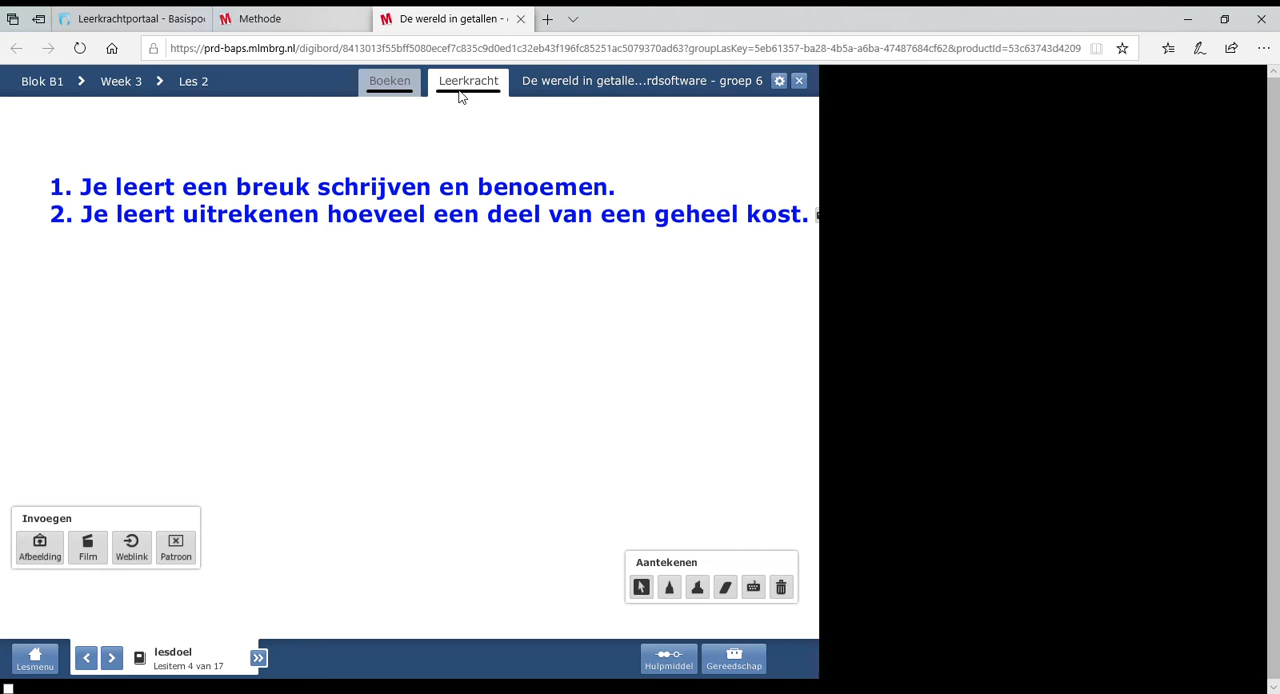 Leerkrachtportaal - Basispo
Methode
De wereld in getallen -
https://prd-baps.mlmbrg.nl/digibord/8413013f55bff5080ecef7c835c9d0ed1c32eb43f196fc85251ac5079370ad63?groupLasKey=5eb61357-ba28-4b5a-a6ba-47487684cf62&productId=53c63743d4209
Blok B1 Week 3 Les 2 Boeken Leerkracht De wereld in getalle...rdsoftware - groep 6
1. Je leert een breuk schrijven en benoemen.
2. Je leert uitrekenen hoeveel een deel van een geheel kost.
Invoegen
Afbeelding Film Weblink Patroon
Aantekenen
Lesmenu
lesdoel
Lesitem 4 van 17
Hulpmiddel Gereedschap